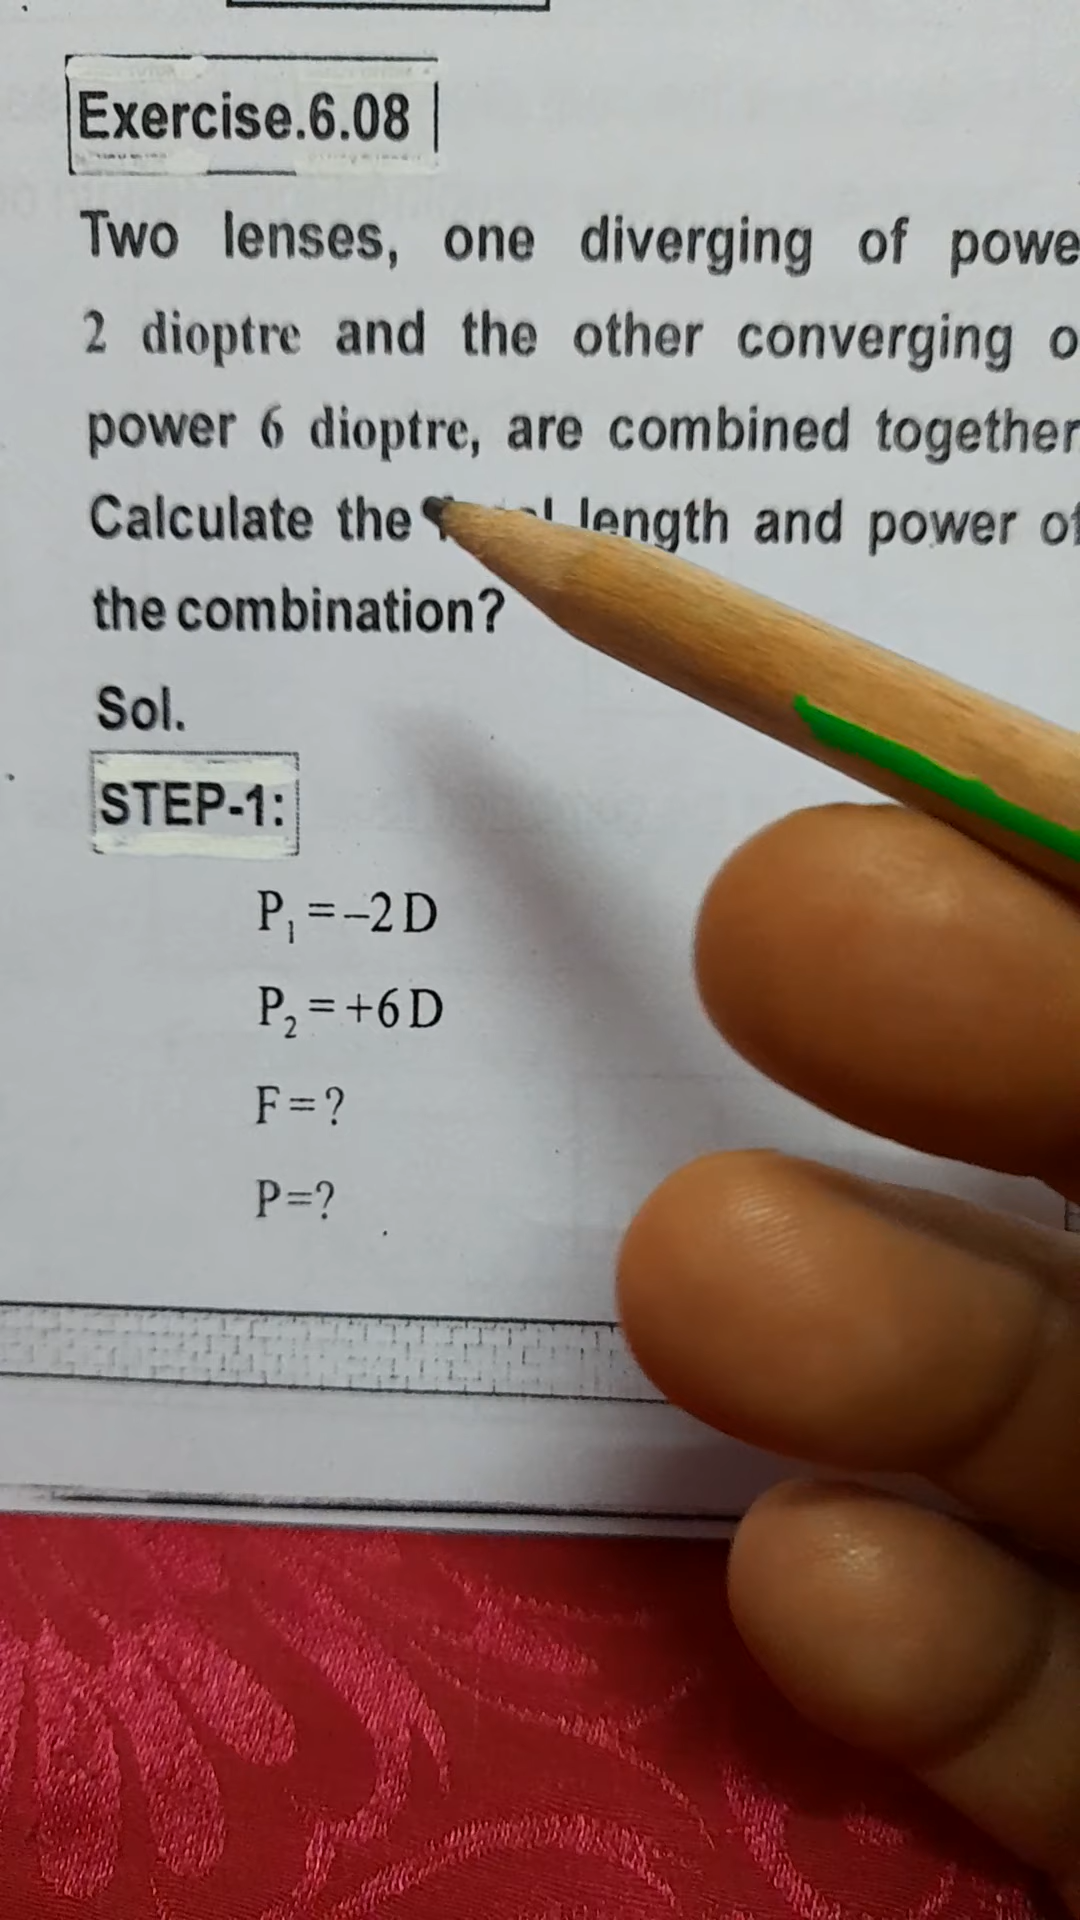 Exercise.6.08
Two lenses, one diverging of powe
2 dioptre and the other converging o
power 6 dioptre, are combined together
Calculate the length and power of
the combination?
Sol.
STEP-1:
P₁ = –2 D
P₂ = +6 D
F = ?
P=?